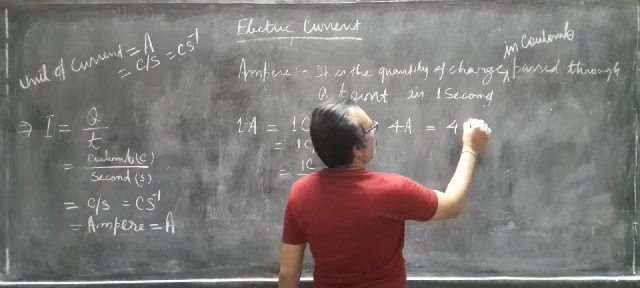 Electric Current
Unit of Current = A
= C/S = CS⁻¹
in Coulomb
Ampere :- It is the quantity of charge ∧ passed through
a point in 1 Second
⇒ I = Q / t
= Coulomb (C) / Second (S)
= C/S = CS⁻¹
= Ampere = A
1A = 1C
= 1C
= 1C
4A = 4